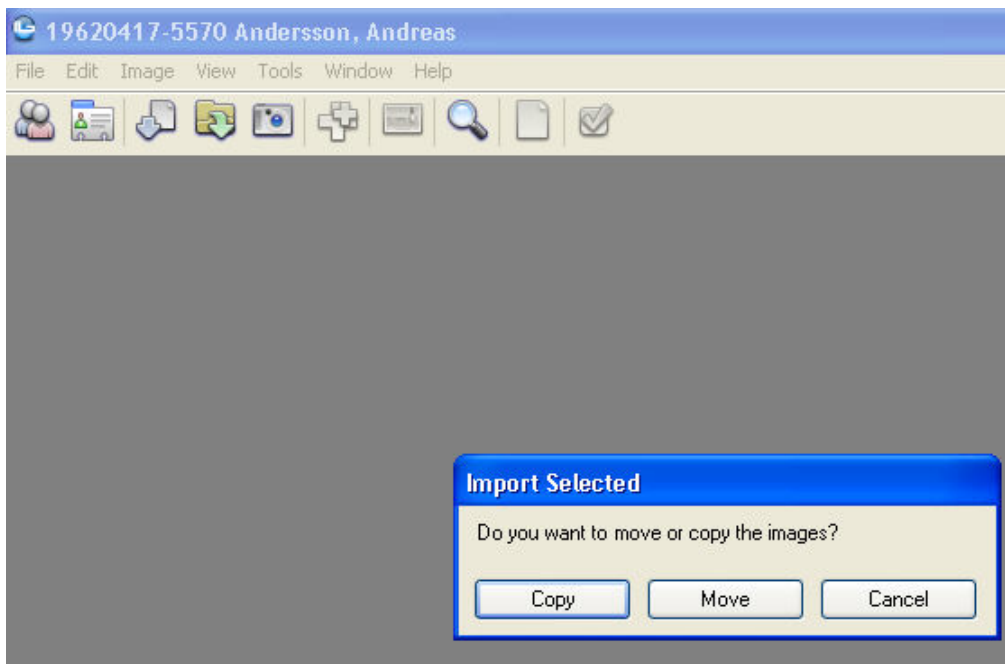 19620417-5570 Andersson, Andreas
File Edit Image View Tools Window Help
Import Selected
Do you want to move or copy the images?
Copy Move Cancel